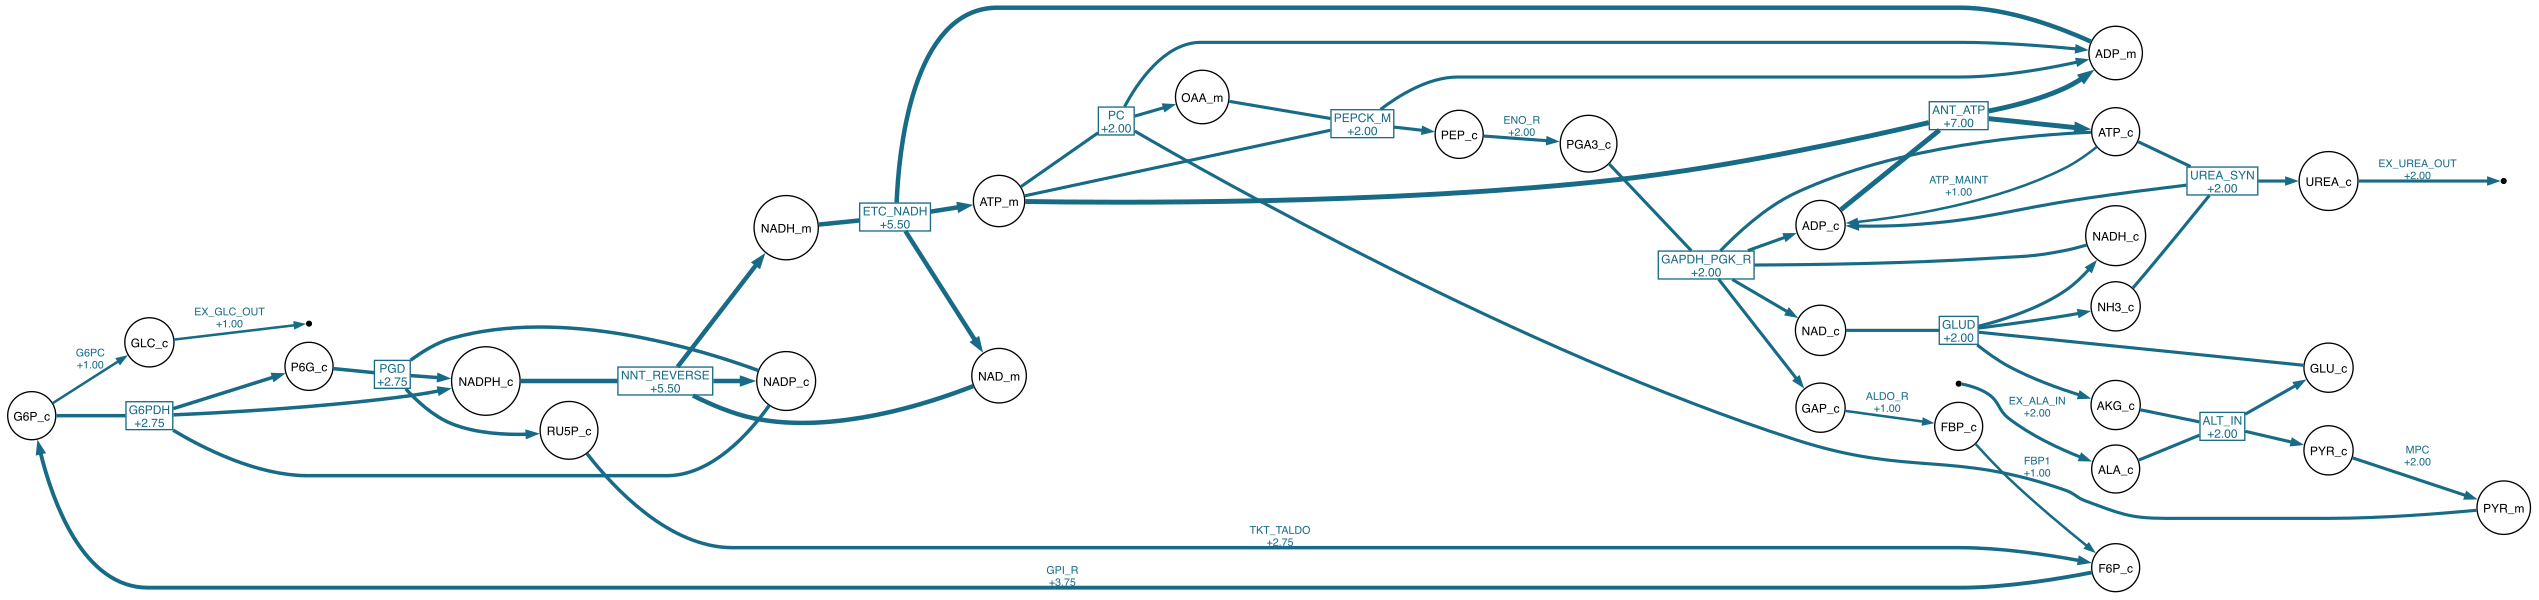 ADP_m
OAA_m
PC
+2.00
PEPCK_M
+2.00
ANT_ATP
+7.00
ENO_R
+2.00
PEP_c
PGA3_c
ATP_c
EX_UREA_OUT
+2.00
ATP_MAINT
+1.00
UREA_SYN
+2.00
UREA_c
ATP_m
ETC_NADH
+5.50
NADH_m
ADP_c
NADH_c
GAPDH_PGK_R
+2.00
EX_GLC_OUT
+1.00
NH3_c
NAD_c
GLUD
+2.00
GLC_c
G6PC
+1.00
P6G_c
PGD
+2.75
NADPH_c
NNT_REVERSE
+5.50
NADP_c
NAD_m
GLU_c
G6P_c
G6PDH
+2.75
RU5P_c
GAP_c
ALDO_R
+1.00
FBP_c
EX_ALA_IN
+2.00
AKG_c
ALT_IN
+2.00
PYR_c
MPC
+2.00
FBP1
+1.00
ALA_c
PYR_m
TKT_TALDO
+2.75
GPI_R
+3.75
F6P_c